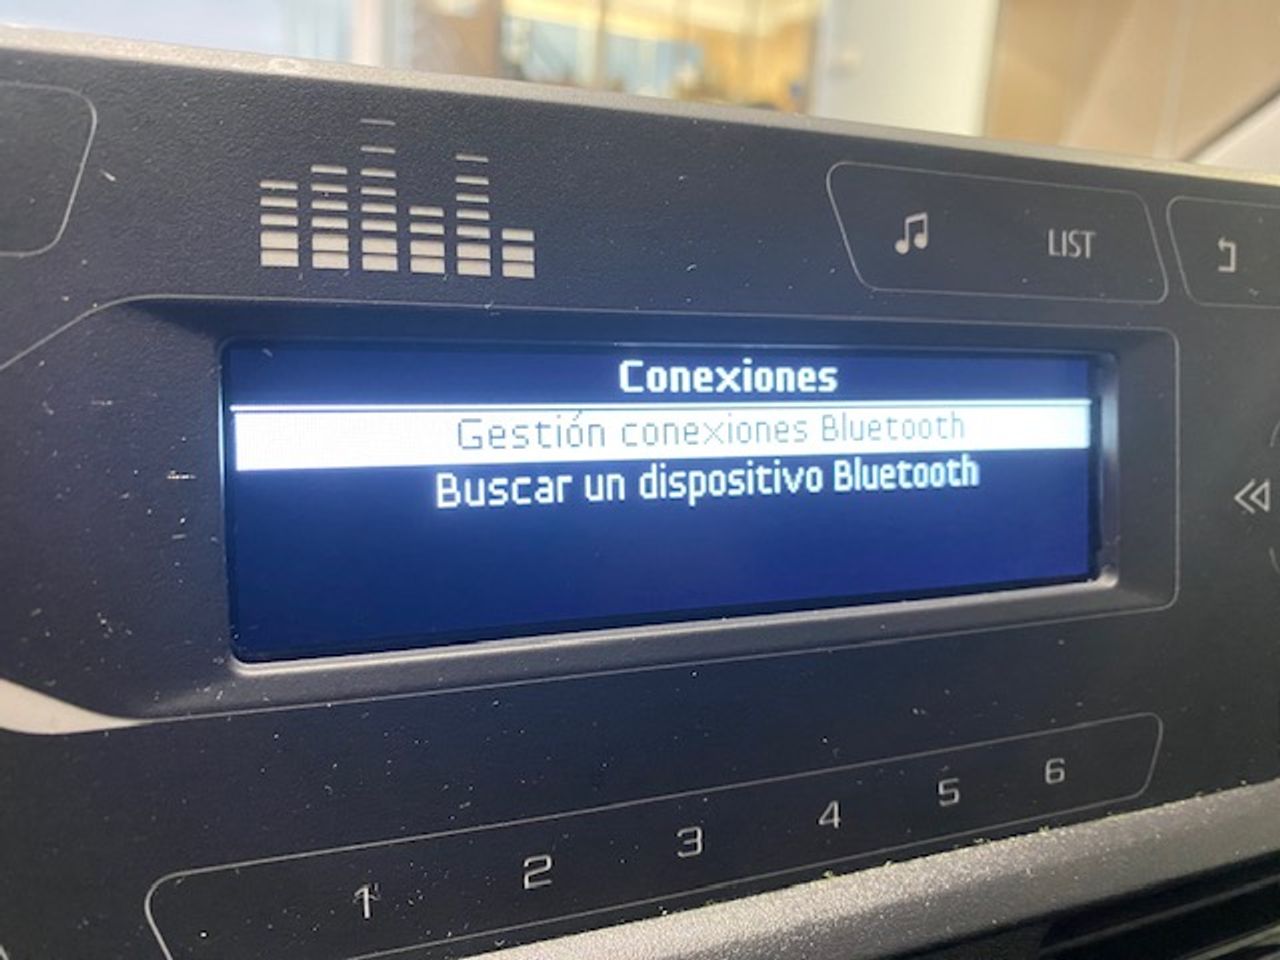 LIST
Conexiones
Gestión conexiones Bluetooth
Buscar un dispositivo Bluetooth
1 2 3 4 5 6